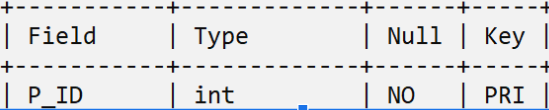 +-----------+-------------+------+-----+
| Field     | Type        | Null | Key |
+-----------+-------------+------+-----+
| P_ID      | int         | NO   | PRI |